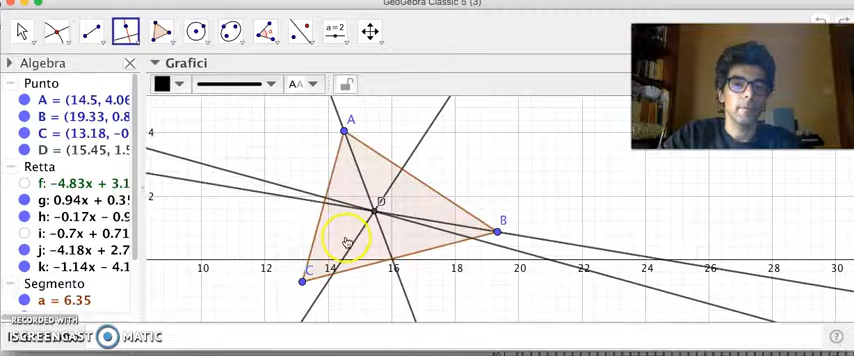 GeoGebra Classic 5 (3)
a=2
Algebra
Grafici
AA
Punto
A = (14.5, 4.06
B = (19.33, 0.8
C = (13.18, -0
D = (15.45, 1.5
Retta
f: -4.83x + 3.1
g: 0.94x + 0.35
h: -0.17x - 0.9
i: -0.7x + 0.71
j: -4.18x + 2.7
k: -1.14x - 4.1
Segmento
a = 6.35
4
2
10
12
14
16
18
20
22
24
26
28
30
A
B
C
D
RECORDED WITH
SCREENCAST MATIC